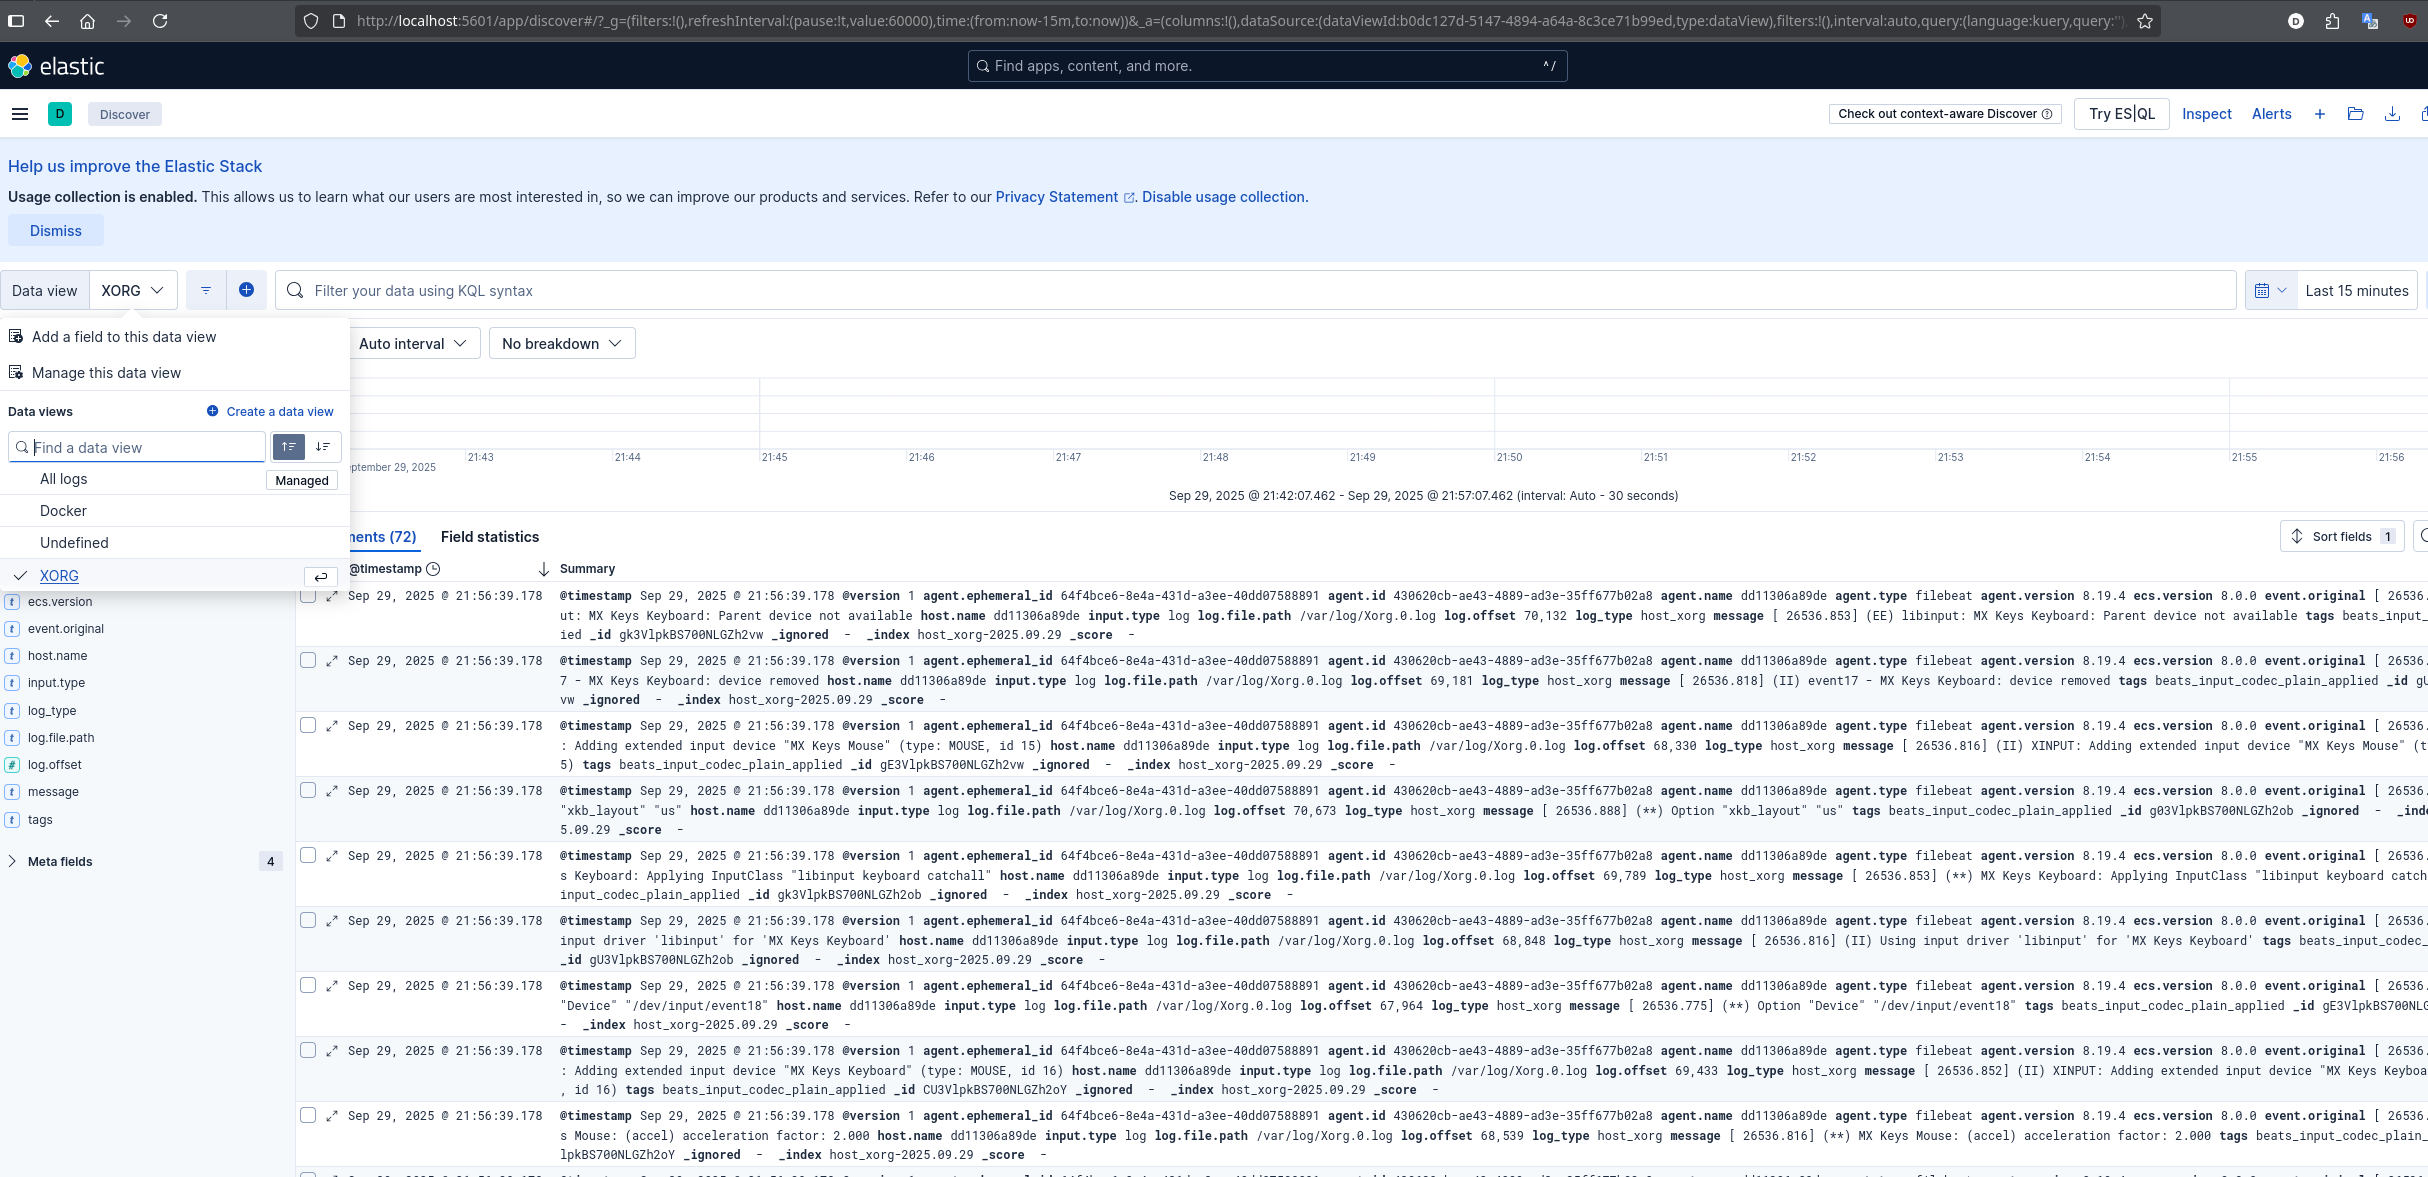 http://localhost:5601/app/discover#/?_g=(filters:!(),refreshInterval:(pause:!t,value:60000),time:(from:now-15m,to:now))&_a=(columns:!(),dataSource:(dataViewId:b0dc127d-5147-4894-a64a-8c3ce71b99ed,type:dataView),filters:!(),interval:auto,query:(language:kuery,query:'')
elastic
Find apps, content, and more.
^ /
D
Discover
Check out context-aware Discover
Try ES|QL
Inspect
Alerts
Help us improve the Elastic Stack
Usage collection is enabled. This allows us to learn what our users are most interested in, so we can improve our products and services. Refer to our Privacy Statement. Disable usage collection.
Dismiss
Data view
XORG
Filter your data using KQL syntax
Last 15 minutes
Add a field to this data view
Auto interval
No breakdown
Manage this data view
Data views
Create a data view
Find a data view
All logs
Managed
Docker
Undefined
XORG
21:43
21:44
21:45
21:46
21:47
21:48
21:49
21:50
21:51
21:52
21:53
21:54
21:55
21:56
eptember 29, 2025
Sep 29, 2025 @ 21:42:07.462 - Sep 29, 2025 @ 21:57:07.462 (interval: Auto - 30 seconds)
ments (72)
Field statistics
Sort fields 1
@timestamp
Summary
ecs.version
event.original
host.name
input.type
log_type
log.file.path
log.offset
message
tags
Meta fields
4
Sep 29, 2025 @ 21:56:39.178
@timestamp Sep 29, 2025 @ 21:56:39.178 @version 1 agent.ephemeral_id 64f4bce6-8e4a-431d-a3ee-40dd07588891 agent.id 430620cb-ae43-4889-ad3e-35ff677b02a8 agent.name dd11306a89de agent.type filebeat agent.version 8.19.4 ecs.version 8.0.0 event.original [ 26536.
ut: MX Keys Keyboard: Parent device not available host.name dd11306a89de input.type log log.file.path /var/log/Xorg.0.log log.offset 70,132 log_type host_xorg message [ 26536.853] (EE) libinput: MX Keys Keyboard: Parent device not available tags beats_input_
ied _id gk3VlpkBS700NLGZh2vw _ignored - _index host_xorg-2025.09.29 _score -
Sep 29, 2025 @ 21:56:39.178
@timestamp Sep 29, 2025 @ 21:56:39.178 @version 1 agent.ephemeral_id 64f4bce6-8e4a-431d-a3ee-40dd07588891 agent.id 430620cb-ae43-4889-ad3e-35ff677b02a8 agent.name dd11306a89de agent.type filebeat agent.version 8.19.4 ecs.version 8.0.0 event.original [ 26536.
7 - MX Keys Keyboard: device removed host.name dd11306a89de input.type log log.file.path /var/log/Xorg.0.log log.offset 69,181 log_type host_xorg message [ 26536.818] (II) event17 - MX Keys Keyboard: device removed tags beats_input_codec_plain_applied _id gU
vw _ignored - _index host_xorg-2025.09.29 _score -
Sep 29, 2025 @ 21:56:39.178
@timestamp Sep 29, 2025 @ 21:56:39.178 @version 1 agent.ephemeral_id 64f4bce6-8e4a-431d-a3ee-40dd07588891 agent.id 430620cb-ae43-4889-ad3e-35ff677b02a8 agent.name dd11306a89de agent.type filebeat agent.version 8.19.4 ecs.version 8.0.0 event.original [ 26536.
: Adding extended input device "MX Keys Mouse" (type: MOUSE, id 15) host.name dd11306a89de input.type log log.file.path /var/log/Xorg.0.log log.offset 68,330 log_type host_xorg message [ 26536.816] (II) XINPUT: Adding extended input device "MX Keys Mouse" (t
5) tags beats_input_codec_plain_applied _id gE3VlpkBS700NLGZh2vw _ignored - _index host_xorg-2025.09.29 _score -
Sep 29, 2025 @ 21:56:39.178
@timestamp Sep 29, 2025 @ 21:56:39.178 @version 1 agent.ephemeral_id 64f4bce6-8e4a-431d-a3ee-40dd07588891 agent.id 430620cb-ae43-4889-ad3e-35ff677b02a8 agent.name dd11306a89de agent.type filebeat agent.version 8.19.4 ecs.version 8.0.0 event.original [ 26536.
"xkb_layout" "us" host.name dd11306a89de input.type log log.file.path /var/log/Xorg.0.log log.offset 70,673 log_type host_xorg message [ 26536.888] (**) Option "xkb_layout" "us" tags beats_input_codec_plain_applied _id g03VlpkBS700NLGZh2ob _ignored - _ind
5.09.29 _score -
Sep 29, 2025 @ 21:56:39.178
@timestamp Sep 29, 2025 @ 21:56:39.178 @version 1 agent.ephemeral_id 64f4bce6-8e4a-431d-a3ee-40dd07588891 agent.id 430620cb-ae43-4889-ad3e-35ff677b02a8 agent.name dd11306a89de agent.type filebeat agent.version 8.19.4 ecs.version 8.0.0 event.original [ 26536.
s Keyboard: Applying InputClass "libinput keyboard catchall" host.name dd11306a89de input.type log log.file.path /var/log/Xorg.0.log log.offset 69,789 log_type host_xorg message [ 26536.853] (**) MX Keys Keyboard: Applying InputClass "libinput keyboard catch
input_codec_plain_applied _id gk3VlpkBS700NLGZh2ob _ignored - _index host_xorg-2025.09.29 _score -
Sep 29, 2025 @ 21:56:39.178
@timestamp Sep 29, 2025 @ 21:56:39.178 @version 1 agent.ephemeral_id 64f4bce6-8e4a-431d-a3ee-40dd07588891 agent.id 430620cb-ae43-4889-ad3e-35ff677b02a8 agent.name dd11306a89de agent.type filebeat agent.version 8.19.4 ecs.version 8.0.0 event.original [ 26536.
input driver 'libinput' for 'MX Keys Keyboard' host.name dd11306a89de input.type log log.file.path /var/log/Xorg.0.log log.offset 68,848 log_type host_xorg message [ 26536.816] (II) Using input driver 'libinput' for 'MX Keys Keyboard' tags beats_input_codec_
_id gU3VlpkBS700NLGZh2ob _ignored - _index host_xorg-2025.09.29 _score -
Sep 29, 2025 @ 21:56:39.178
@timestamp Sep 29, 2025 @ 21:56:39.178 @version 1 agent.ephemeral_id 64f4bce6-8e4a-431d-a3ee-40dd07588891 agent.id 430620cb-ae43-4889-ad3e-35ff677b02a8 agent.name dd11306a89de agent.type filebeat agent.version 8.19.4 ecs.version 8.0.0 event.original [ 26536.
"Device" "/dev/input/event18" host.name dd11306a89de input.type log log.file.path /var/log/Xorg.0.log log.offset 67,964 log_type host_xorg message [ 26536.775] (**) Option "Device" "/dev/input/event18" tags beats_input_codec_plain_applied _id gE3VlpkBS700NLG
- _index host_xorg-2025.09.29 _score -
Sep 29, 2025 @ 21:56:39.178
@timestamp Sep 29, 2025 @ 21:56:39.178 @version 1 agent.ephemeral_id 64f4bce6-8e4a-431d-a3ee-40dd07588891 agent.id 430620cb-ae43-4889-ad3e-35ff677b02a8 agent.name dd11306a89de agent.type filebeat agent.version 8.19.4 ecs.version 8.0.0 event.original [ 26536.
: Adding extended input device "MX Keys Keyboard" (type: MOUSE, id 16) host.name dd11306a89de input.type log log.file.path /var/log/Xorg.0.log log.offset 69,433 log_type host_xorg message [ 26536.852] (II) XINPUT: Adding extended input device "MX Keys Keyboa
, id 16) tags beats_input_codec_plain_applied _id CU3VlpkBS700NLGZh2oY _ignored - _index host_xorg-2025.09.29 _score -
Sep 29, 2025 @ 21:56:39.178
@timestamp Sep 29, 2025 @ 21:56:39.178 @version 1 agent.ephemeral_id 64f4bce6-8e4a-431d-a3ee-40dd07588891 agent.id 430620cb-ae43-4889-ad3e-35ff677b02a8 agent.name dd11306a89de agent.type filebeat agent.version 8.19.4 ecs.version 8.0.0 event.original [ 26536.
s Mouse: (accel) acceleration factor: 2.000 host.name dd11306a89de input.type log log.file.path /var/log/Xorg.0.log log.offset 68,539 log_type host_xorg message [ 26536.816] (**) MX Keys Mouse: (accel) acceleration factor: 2.000 tags beats_input_codec_plain_
lpkBS700NLGZh2oY _ignored - _index host_xorg-2025.09.29 _score -